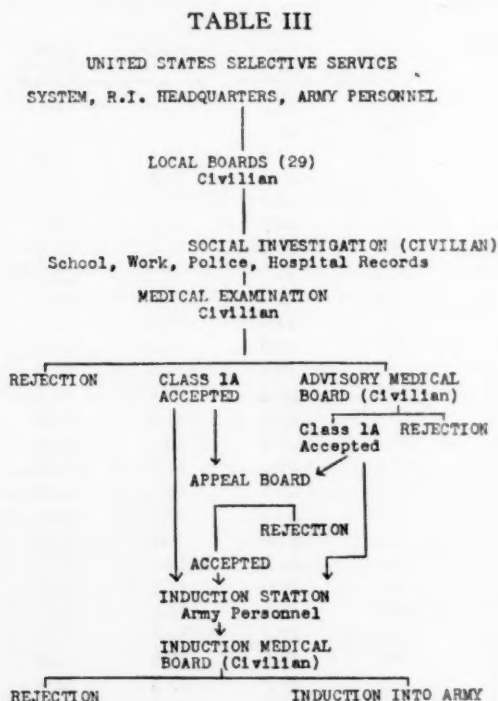 TABLE III
UNITED STATES SELECTIVE SERVICE
SYSTEM, R.I. HEADQUARTERS, ARMY PERSONNEL
LOCAL BOARDS (29)
Civilian
SOCIAL INVESTIGATION (CIVILIAN)
School, Work, Police, Hospital Records
MEDICAL EXAMINATION
Civilian
REJECTION
CLASS 1A
ACCEPTED
ADVISORY MEDICAL
BOARD (Civilian)
Class 1A
Accepted
REJECTION
APPEAL BOARD
REJECTION
ACCEPTED
INDUCTION STATION
Army Personnel
INDUCTION MEDICAL
BOARD (Civilian)
REJECTION
INDUCTION INTO ARMY